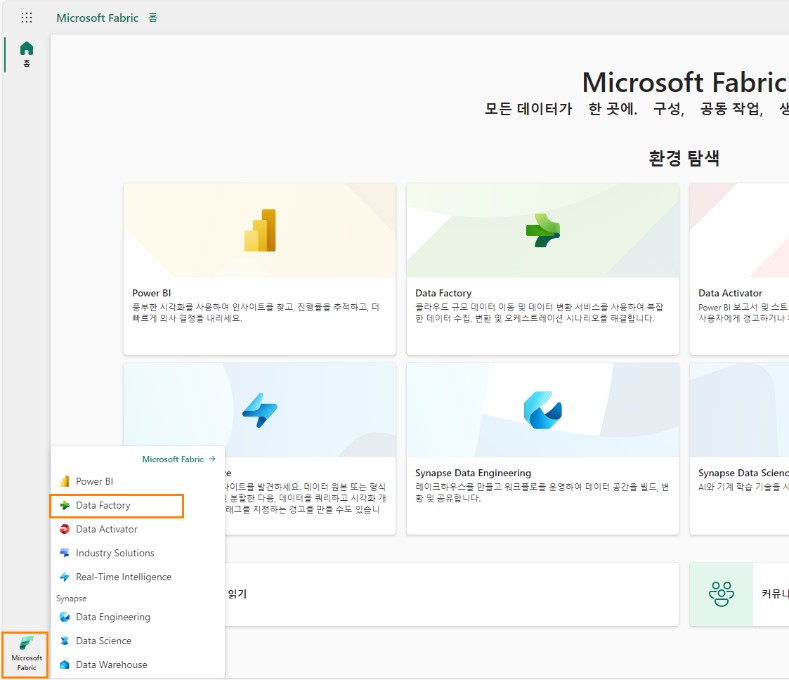 Microsoft Fabric 홈
홈
Microsoft Fabric
모든 데이터가 한 곳에. 구성, 공동 작업,
환경 탐색
Power BI
풍부한 시각화를 사용하여 인사이트를 찾고, 진행률을 추적하고, 더
빠르게 의사 결정을 내리세요.
Data Factory
클라우드 규모 데이터 이동 및 데이터 변환 서비스를 사용하여 복잡
한 데이터 수집, 변환 및 오케스트레이션 시나리오를 해결합니다.
Data Activator
Power BI 보고서 및 스트
사용자에게 경고하거나
사이트를 발견하세요. 데이터 원본 또는 형식
분할한 다음, 데이터를 쿼리하고 시각화 개
래그를 지정하는 경고를 만들 수도 있습니
Synapse Data Engineering
레이크하우스를 만들고 워크플로를 운영하여 데이터 공간을 빌드, 변
환 및 공유합니다.
Synapse Data Scienc
AI와 기계 학습 기술을
읽기
커뮤니
Microsoft Fabric →
Power BI
Data Factory
Data Activator
Industry Solutions
Real-Time Intelligence
Synapse
Data Engineering
Data Science
Data Warehouse
Microsoft
Fabric